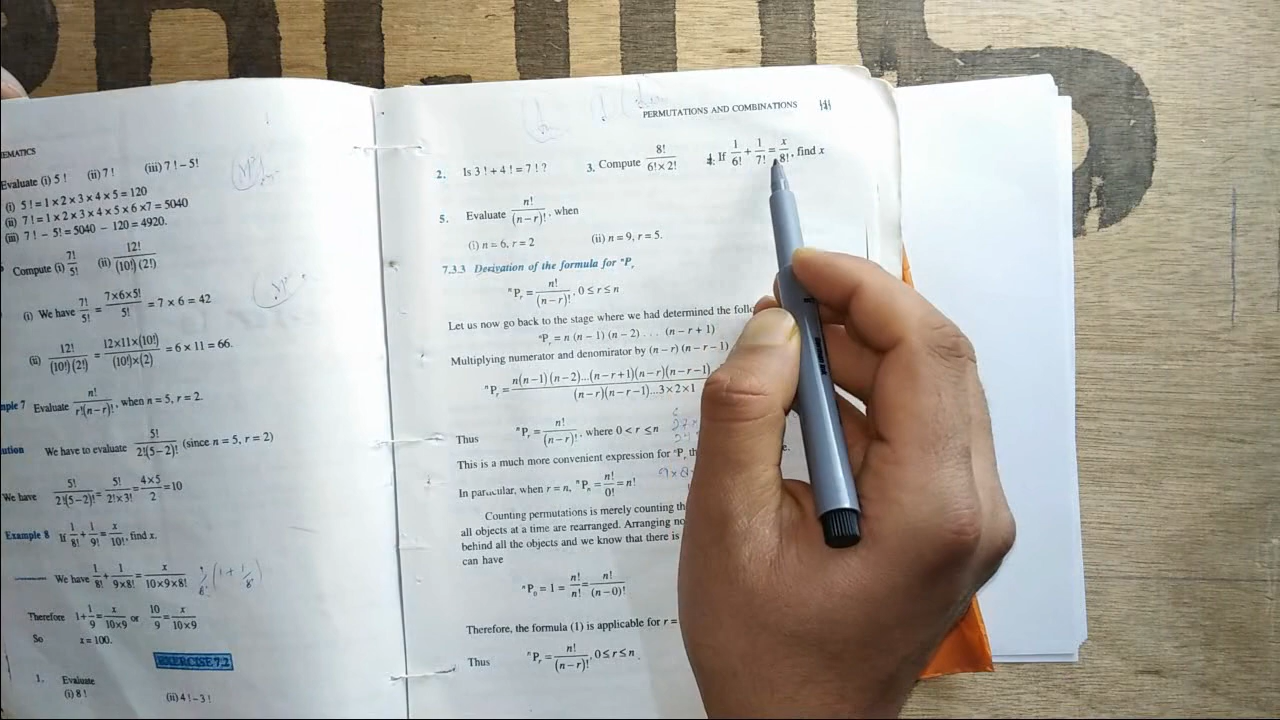 EMATICS
Evaluate (i) 5 ! (ii) 7 ! (iii) 7 ! – 5!
(i) 5 ! = 1 × 2 × 3 × 4 × 5 = 120
(ii) 7 ! = 1 × 2 × 3 × 4 × 5 × 6 × 7 = 5040
(iii) 7 ! – 5! = 5040 – 120 = 4920.
Compute (i) 7!/5! (ii) 12!/(10!) (2!)
(i) We have 7!/5! = 7×6×5!/5! = 7 × 6 = 42
(ii) 12!/(10!) (2!) = 12×11×(10!)/(10!)×(2) = 6 × 11 = 66.
ple 7 Evaluate n!/r!(n–r)!, when n = 5, r = 2.
ution We have to evaluate 5!/2!(5–2)! (since n = 5, r = 2)
We have 5!/2!(5–2)! = 5!/2!×3! = 4×5/2 = 10
Example 8 If 1/8! + 1/9! = x/10!, find x.
We have 1/8! + 1/9×8! = x/10×9×8!
Therefore 1+1/9 = x/10×9 or 10/9 = x/10×9
So x = 100.
EXERCISE 7.2
1. Evaluate
(i) 8 ! (ii) 4 ! – 3 !
PERMUTATIONS AND COMBINATIONS
2. Is 3 ! + 4 ! = 7 ! ? 3. Compute 8!/6!×2! 4. If 1/6! + 1/7! = x/8!, find x
5. Evaluate n!/(n–r)!, when
(i) n = 6, r = 2 (ii) n = 9, r = 5.
7.3.3 Derivation of the formula for ⁿPᵣ
ⁿPᵣ = n!/(n–r)!, 0 ≤ r ≤ n
Let us now go back to the stage where we had determined the
ⁿPᵣ = n (n – 1) (n – 2) . . . (n – r + 1)
Multiplying numerator and denomirator by (n – r) (n – r – 1)
ⁿPᵣ = n(n–1)(n–2)...(n–r+1)(n–r)(n–r–1)/(n–r)(n–r–1)...3×2×1
Thus ⁿPᵣ = n!/(n–r)!, where 0 < r ≤ n
This is a much more convenient expression for ⁿPᵣ
In particular, when r = n, ⁿPₙ = n!/0! = n!
Counting permutations is merely counting the
all objects at a time are rearranged. Arranging no
behind all the objects and we know that there is
can have
ⁿP₀ = 1 = n!/n! = n!/(n–0)!
Therefore, the formula (1) is applicable for r =
Thus ⁿPᵣ = n!/(n–r)!, 0 ≤ r ≤ n .